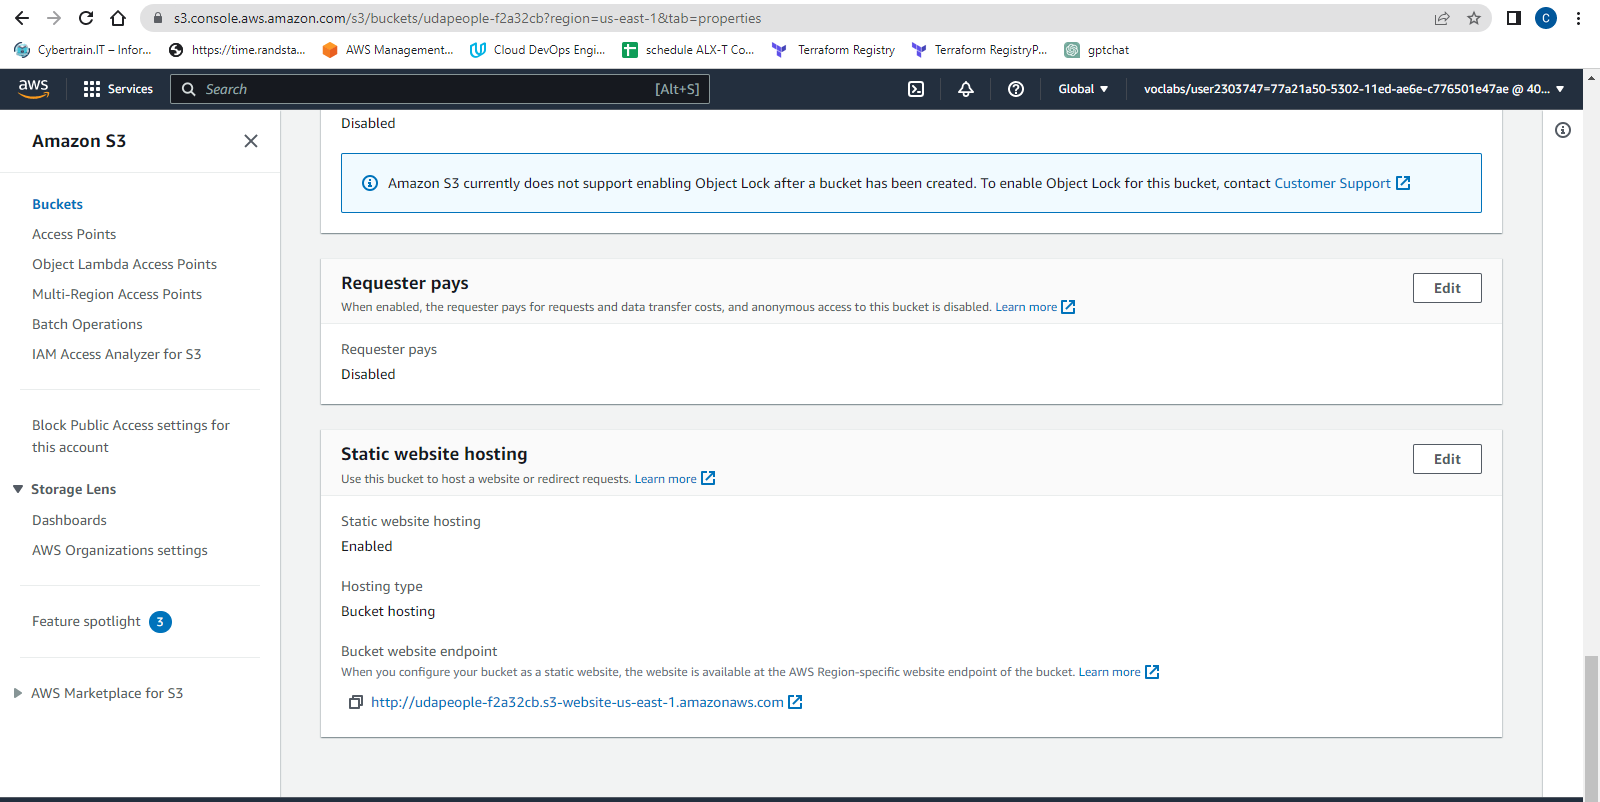 s3.console.aws.amazon.com/s3/buckets/udapeople-f2a32cb?region=us-east-1&tab=properties
C
Cybertrain.IT – Infor...
https://time.randsta...
AWS Management...
Cloud DevOps Engi...
schedule ALX-T Co...
Terraform Registry
Terraform RegistryP...
gptchat
aws
Services
Search
[Alt+S]
Global
voclabs/user2303747=77a21a50-5302-11ed-ae6e-c776501e47ae @ 40...
Amazon S3
Buckets
Access Points
Object Lambda Access Points
Multi-Region Access Points
Batch Operations
IAM Access Analyzer for S3
Block Public Access settings for
this account
Storage Lens
Dashboards
AWS Organizations settings
Feature spotlight 3
AWS Marketplace for S3
Disabled
Amazon S3 currently does not support enabling Object Lock after a bucket has been created. To enable Object Lock for this bucket, contact Customer Support
Requester pays
Edit
When enabled, the requester pays for requests and data transfer costs, and anonymous access to this bucket is disabled. Learn more
Requester pays
Disabled
Static website hosting
Edit
Use this bucket to host a website or redirect requests. Learn more
Static website hosting
Enabled
Hosting type
Bucket hosting
Bucket website endpoint
When you configure your bucket as a static website, the website is available at the AWS Region-specific website endpoint of the bucket. Learn more
http://udapeople-f2a32cb.s3-website-us-east-1.amazonaws.com